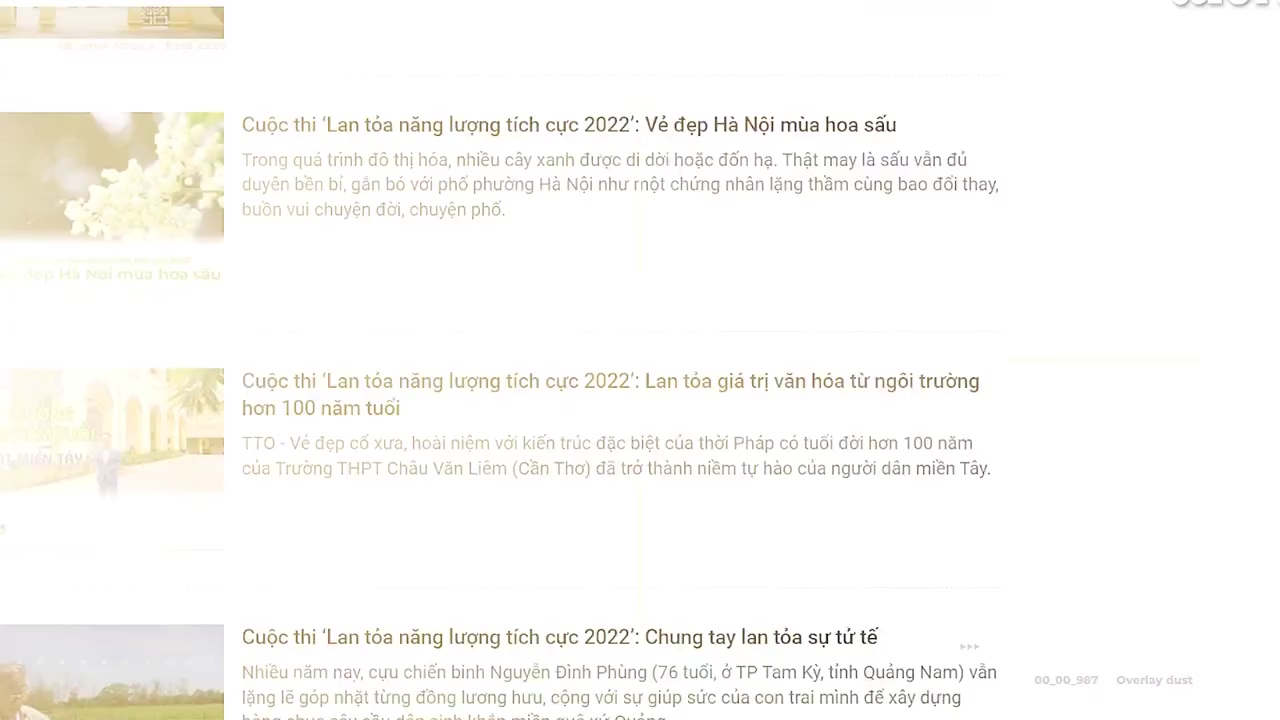 Cuộc thi ‘Lan tỏa năng lượng tích cực 2022’: Vẻ đẹp Hà Nội mùa hoa sấu
Trong quá trình đô thị hóa, nhiều cây xanh được di dời hoặc đốn hạ. Thật may là sấu vẫn đủ
duyên bền bỉ, gắn bó với phố phường Hà Nội như một chứng nhân lặng thầm cùng bao đổi thay,
buồn vui chuyện đời, chuyện phố.
vẻ đẹp Hà Nội mùa hoa sấu
Cuộc thi ‘Lan tỏa năng lượng tích cực 2022’: Lan tỏa giá trị văn hóa từ ngôi trường
hơn 100 năm tuổi
TTO - Vẻ đẹp cổ xưa, hoài niệm với kiến trúc đặc biệt của thời Pháp có tuổi đời hơn 100 năm
của Trường THPT Châu Văn Liêm (Cần Thơ) đã trở thành niềm tự hào của người dân miền Tây.
MIỀN TÂY
Cuộc thi ‘Lan tỏa năng lượng tích cực 2022’: Chung tay lan tỏa sự tử tế
Nhiều năm nay, cựu chiến binh Nguyễn Đình Phùng (76 tuổi, ở TP Tam Kỳ, tỉnh Quảng Nam) vẫn
lặng lẽ góp nhặt từng đồng lương hưu, cộng với sự giúp sức của con trai mình để xây dựng
00_00_987 Overlay dust